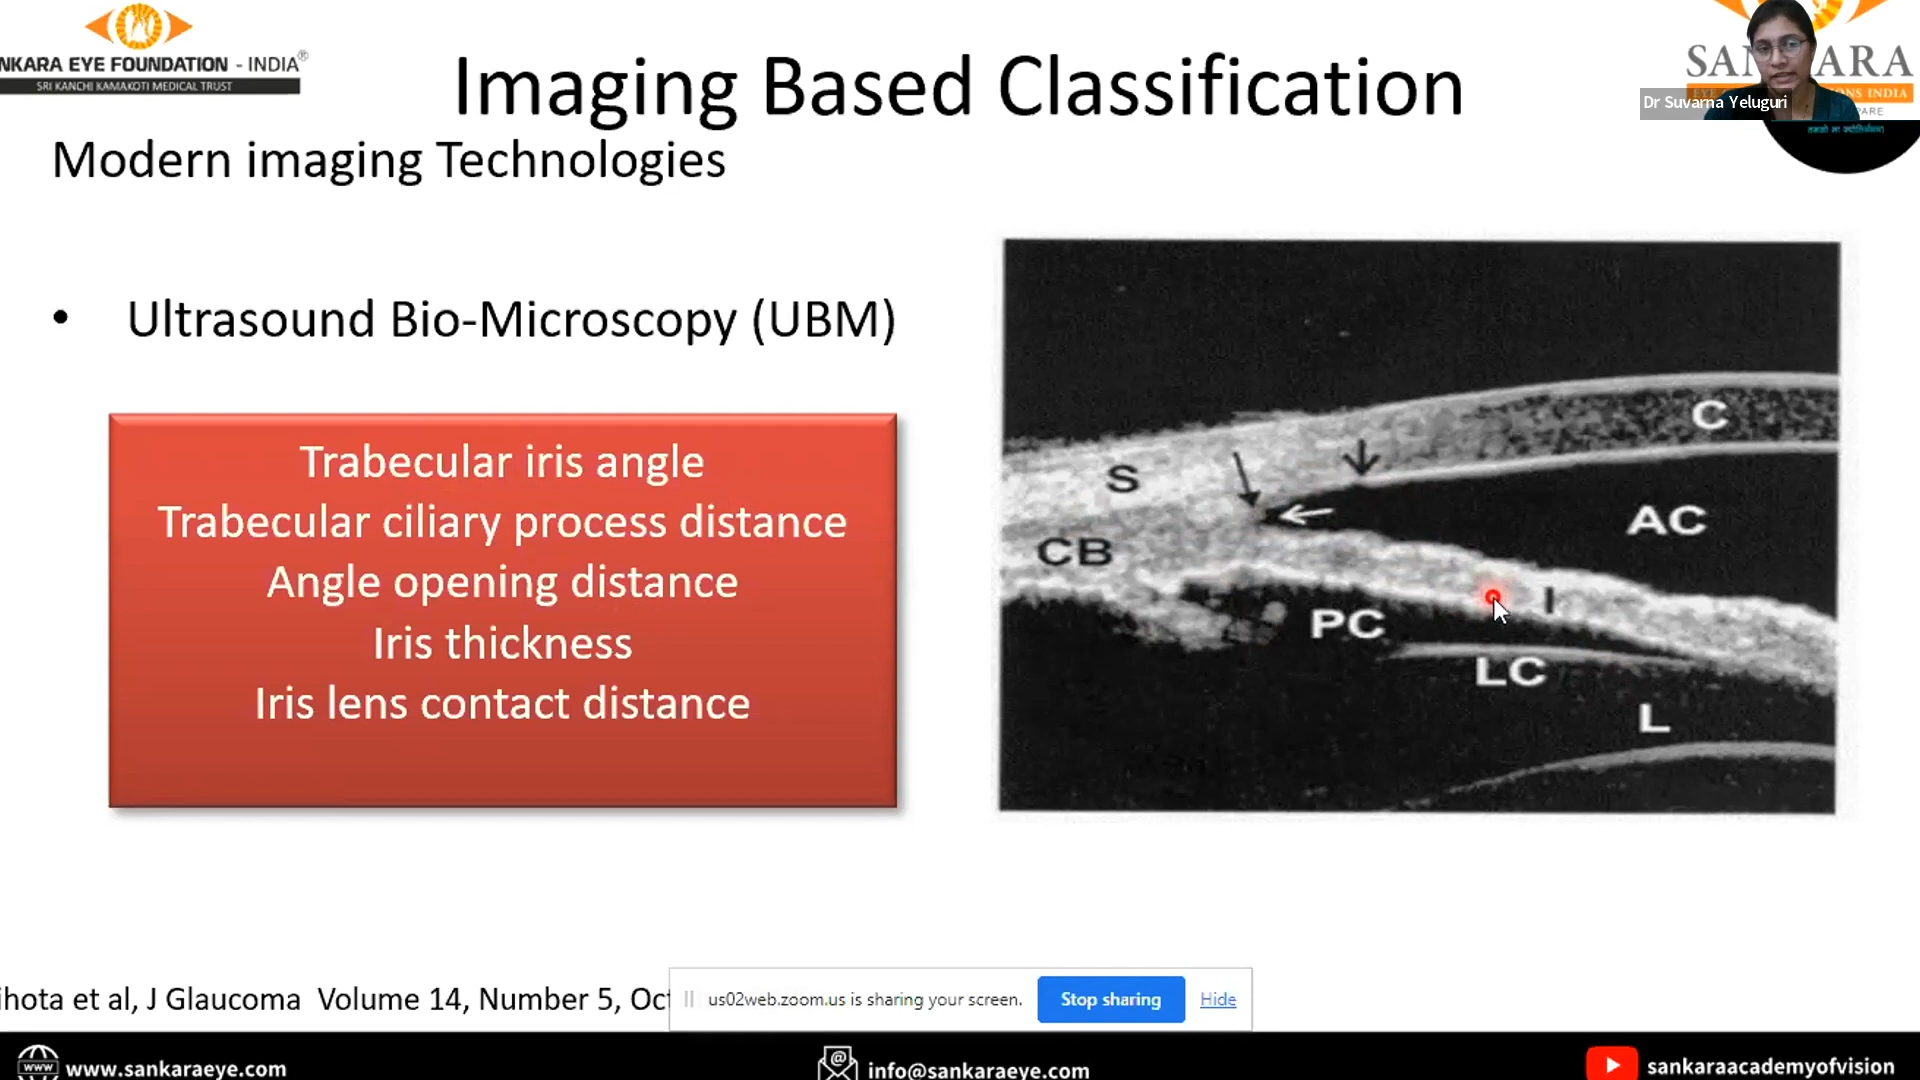 NKARA EYE FOUNDATION - INDIA®
SRI KANCHI KAMAKOTI MEDICAL TRUST
Imaging Based Classification
Dr Suvarna Yeluguri
Modern imaging Technologies
• Ultrasound Bio-Microscopy (UBM)
Trabecular iris angle
Trabecular ciliary process distance
Angle opening distance
Iris thickness
Iris lens contact distance
C
S
AC
CB
I
PC
LC
L
ihota et al, J Glaucoma Volume 14, Number 5, Oct
us02web.zoom.us is sharing your screen.
Stop sharing
Hide
www.sankaraeye.com
info@sankaraeye.com
sankaraacademyofvision